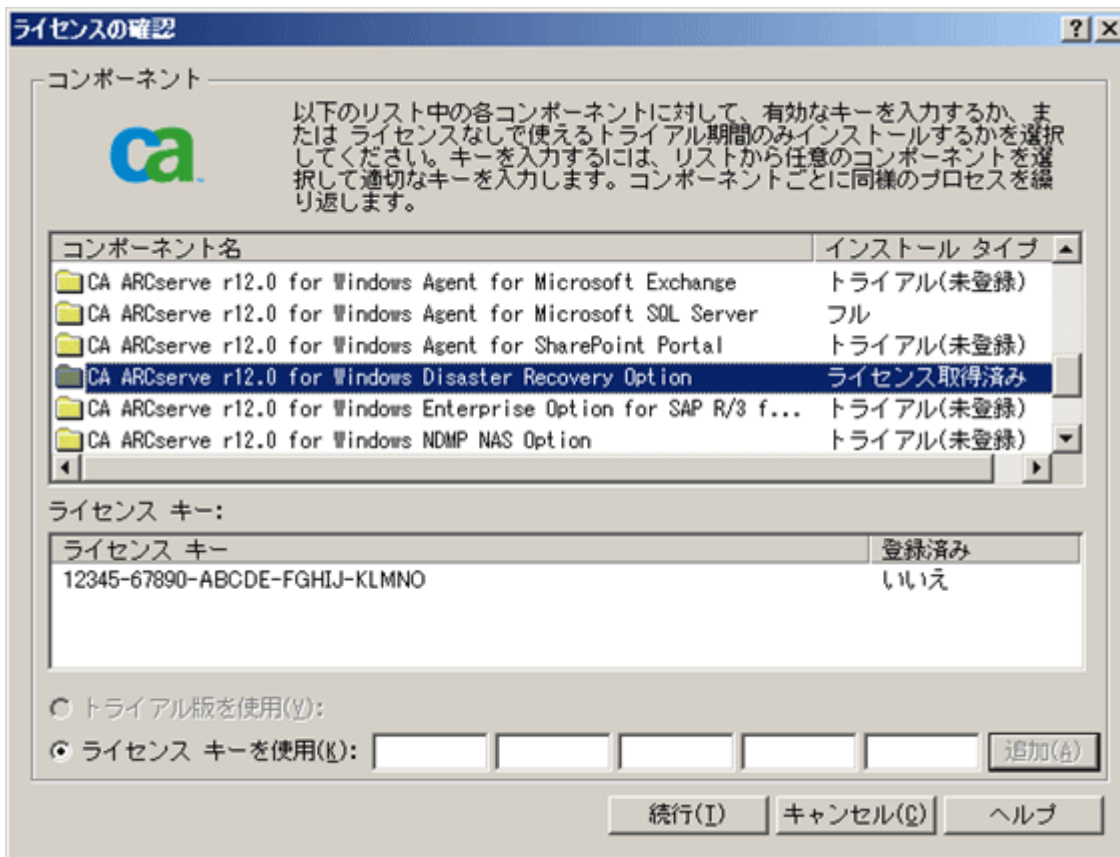 ライセンスの確認
コンポーネント
ca
以下のリスト中の各コンポーネントに対して、有効なキーを入力するか、ま
たは ライセンスなしで使えるトライアル期間のみインストールするかを選択
してください。キーを入力するには、リストから任意のコンポーネントを選
択して適切なキーを入力します。コンポーネントごとに同様のプロセスを繰
り返します。
コンポーネント名 インストール タイプ
CA ARCserve r12.0 for Windows Agent for Microsoft Exchange トライアル(未登録)
CA ARCserve r12.0 for Windows Agent for Microsoft SQL Server フル
CA ARCserve r12.0 for Windows Agent for SharePoint Portal トライアル(未登録)
CA ARCserve r12.0 for Windows Disaster Recovery Option ライセンス取得済み
CA ARCserve r12.0 for Windows Enterprise Option for SAP R/3 f... トライアル(未登録)
CA ARCserve r12.0 for Windows NDMP NAS Option トライアル(未登録)
ライセンス キー:
ライセンス キー 登録済み
12345-67890-ABCDE-FGHIJ-KLMNO いいえ
トライアル版を使用(V):
ライセンス キーを使用(K): 追加(A)
続行(T) キャンセル(C) ヘルプ